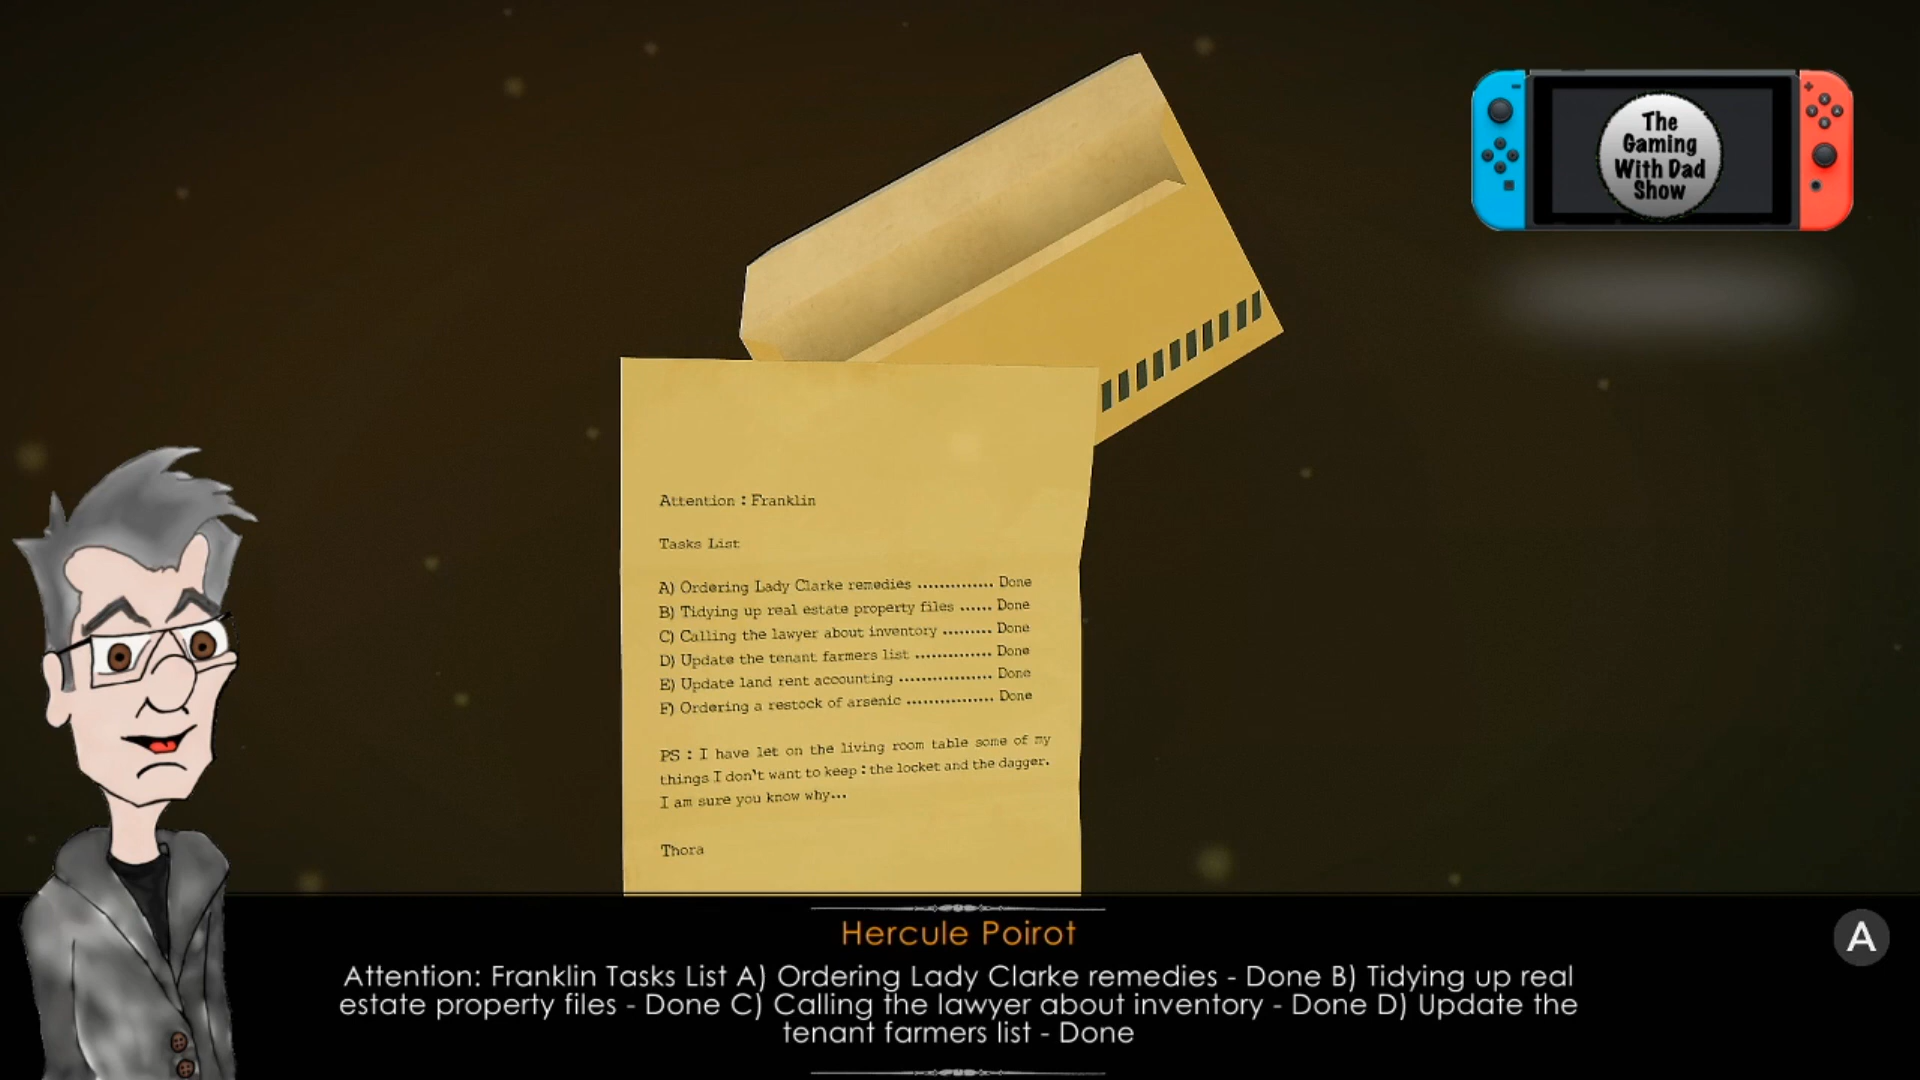 The
Gaming
With Dad
Show
Attention : Franklin
Tasks List
A) Ordering Lady Clarke remedies .............. Done
B) Tidying up real estate property files ...... Done
C) Calling the lawyer about inventory ......... Done
D) Update the tenant farmers list .............. Done
E) Update land rent accounting ................. Done
F) Ordering a restock of arsenic ................ Done
PS : I have let on the living room table some of my
things I don't want to keep : the locket and the dagger.
I am sure you know why...
Thora
Hercule Poirot
A
Attention: Franklin Tasks List A) Ordering Lady Clarke remedies - Done B) Tidying up real
estate property files - Done C) Calling the lawyer about inventory - Done D) Update the
tenant farmers list - Done